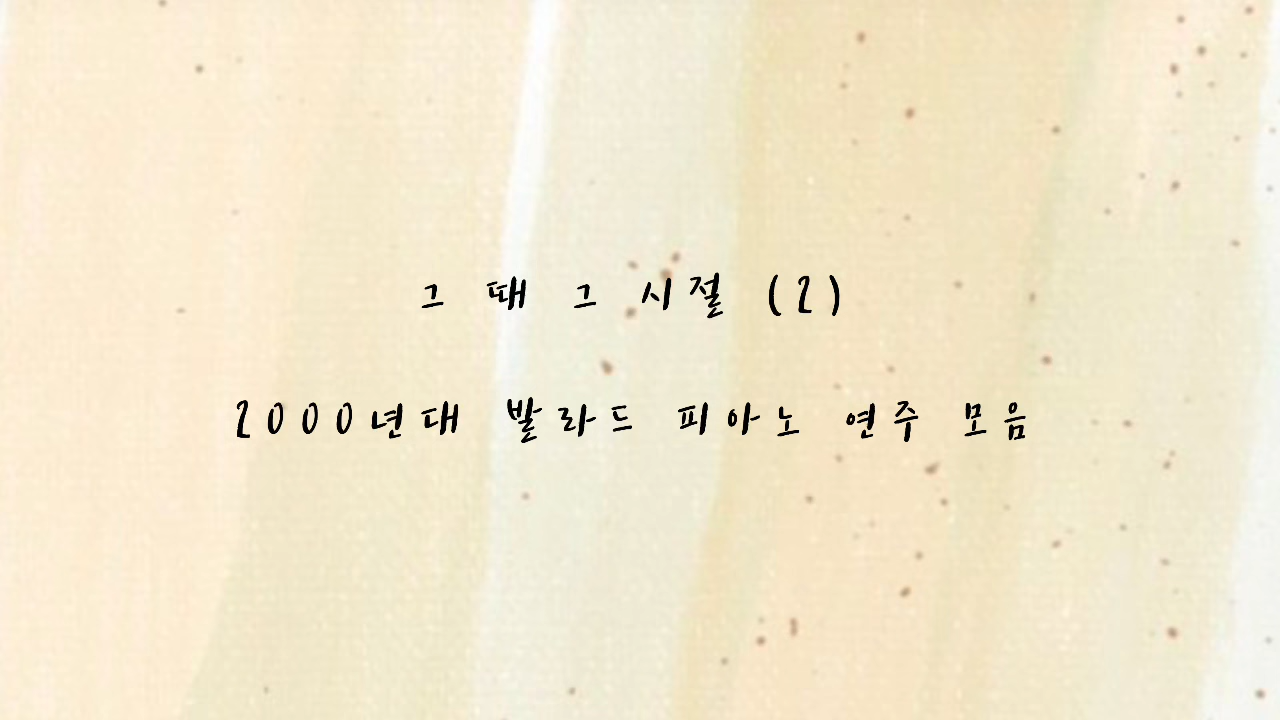 그 때 그 시절 (2)
2000년대 발라드 피아노 연주 모음